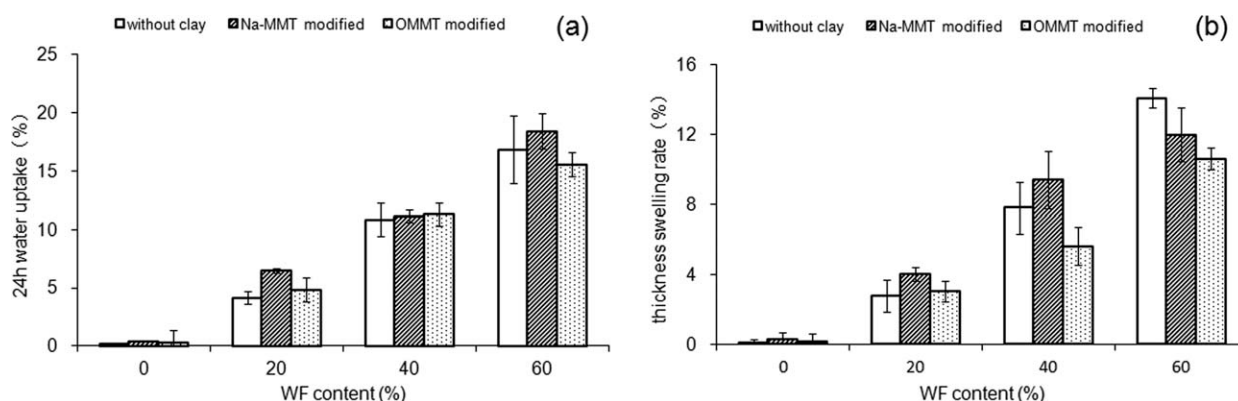 without clay Na-MMT modified OMMT modified (a)
25
20
15
10
5
0
24h water uptake (%)
0 20 40 60
WF content (%)
without clay Na-MMT modified OMMT modified (b)
16
12
8
4
0
thickness swelling rate (%)
0 20 40 60
WF content (%)